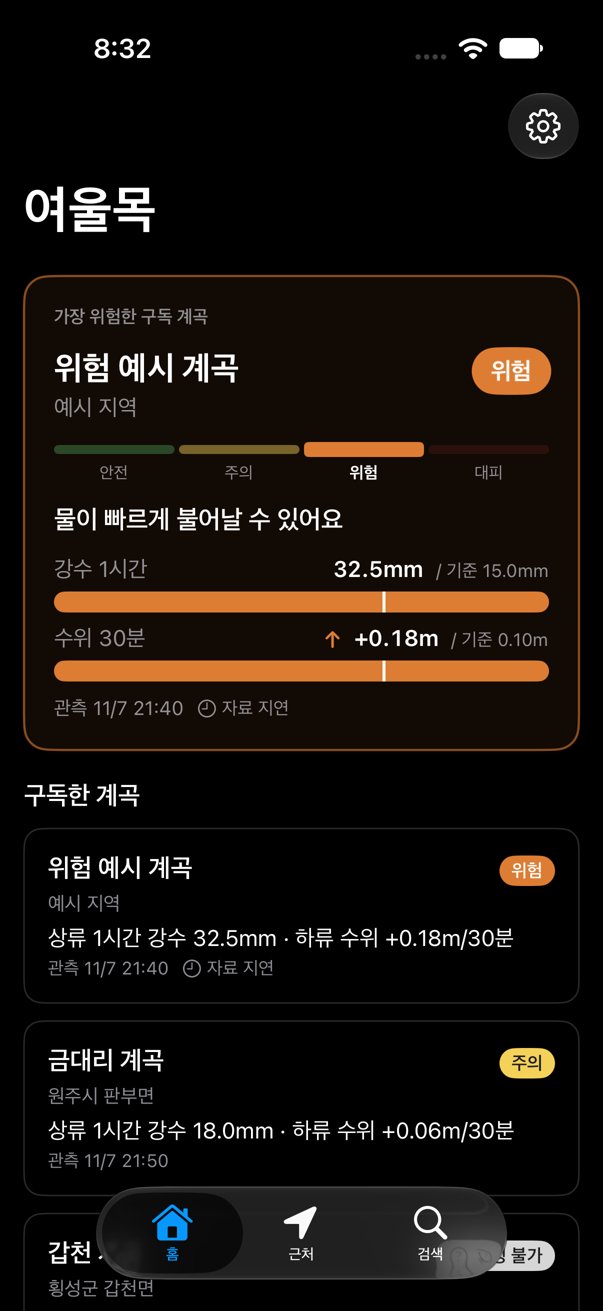 8:32
여울목
가장 위험한 구독 계곡
위험 예시 계곡
위험
예시 지역
안전 주의 위험 대피
물이 빠르게 불어날 수 있어요
강수 1시간 32.5mm / 기준 15.0mm
수위 30분 ↑ +0.18m / 기준 0.10m
관측 11/7 21:40 자료 지연
구독한 계곡
위험 예시 계곡 위험
예시 지역
상류 1시간 강수 32.5mm · 하류 수위 +0.18m/30분
관측 11/7 21:40 자료 지연
금대리 계곡 주의
원주시 판부면
상류 1시간 강수 18.0mm · 하류 수위 +0.06m/30분
관측 11/7 21:50
갑천 불가
횡성군 갑천면
홈 근처 검색